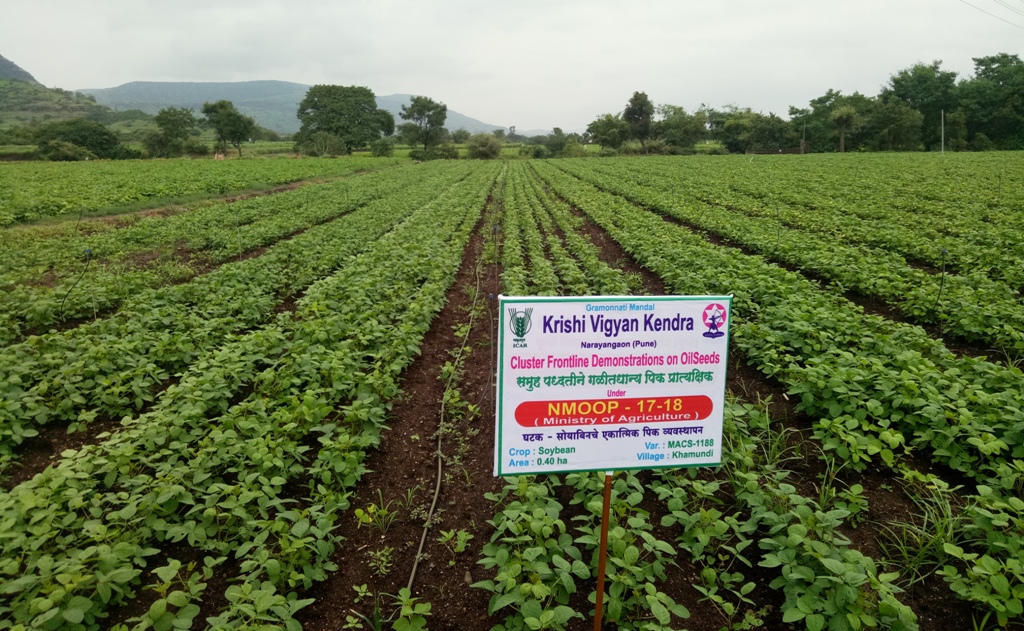 Gramonnati Mandal
Krishi Vigyan Kendra
Narayangaon (Pune)
ICAR
Cluster Frontline Demonstrations on OilSeeds
समुह पध्दतीने गळीतधान्य पिक प्रात्यक्षिक
Under
NMOOP - 17-18
( Ministry of Agriculture )
घटक - सोयाबिनचे एकात्मिक पिक व्यवस्थापन
Crop : Soybean Var. : MACS-1188
Area : 0.40 ha Village : Khamundi